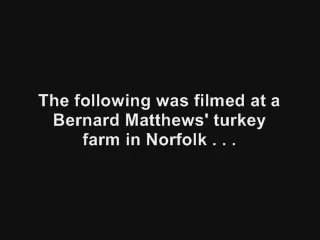 The following was filmed at a
Bernard Matthews' turkey
farm in Norfolk . . .